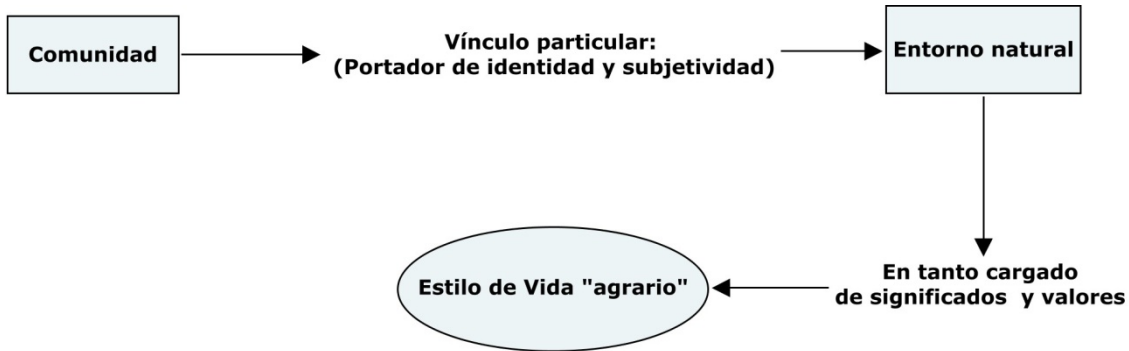 Comunidad
Vínculo particular:
(Portador de identidad y subjetividad)
Entorno natural
En tanto cargado
de significados y valores
Estilo de Vida "agrario"